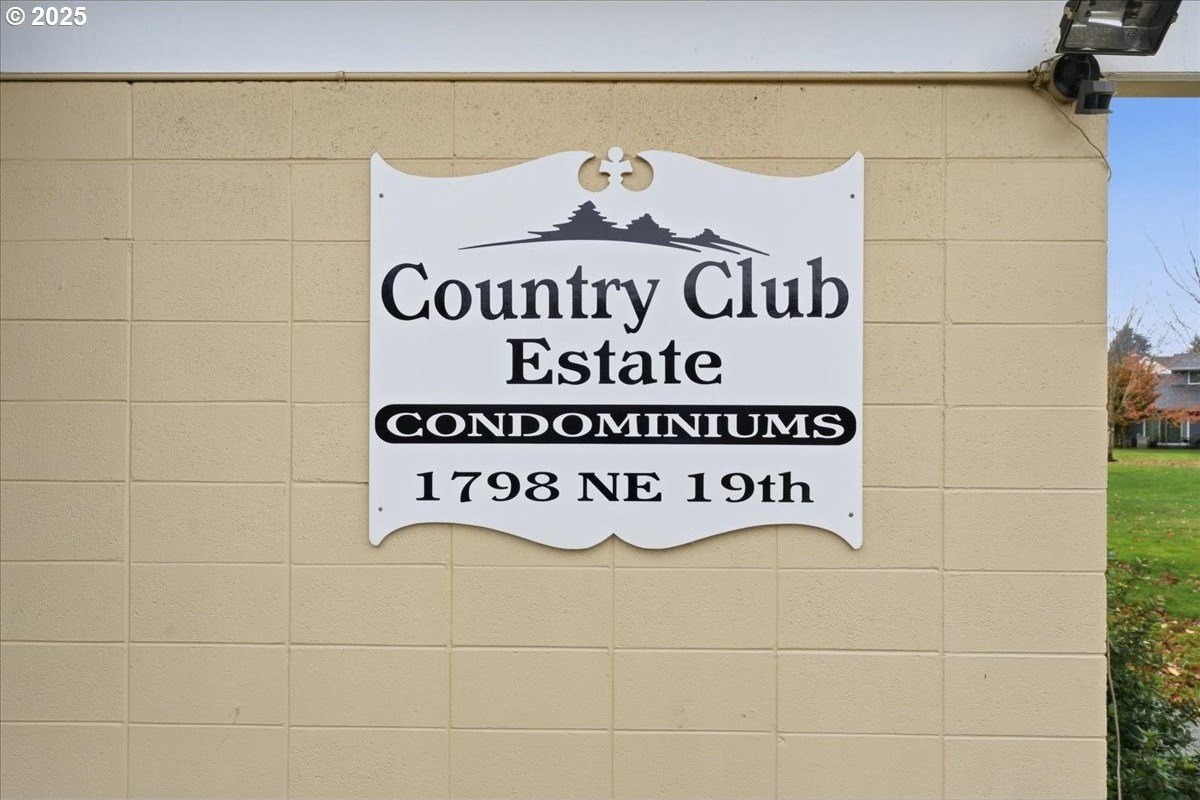 © 2025
Country Club
Estate
CONDOMINIUMS
1798 NE 19th